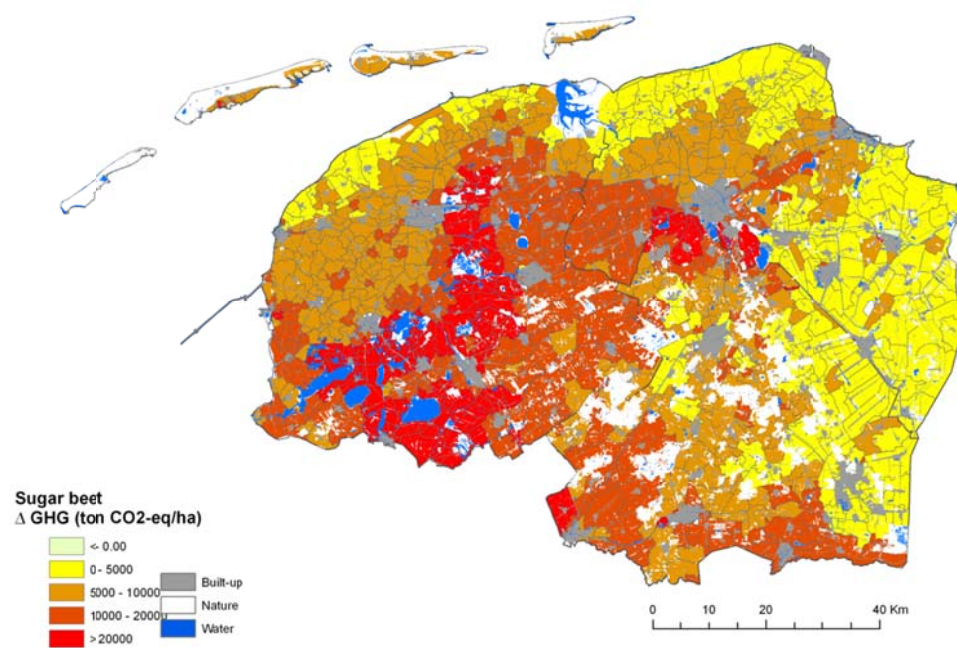 Sugar beet
Δ GHG (ton CO2-eq/ha)
<- 0.00
0 - 5000
5000 - 10000
10000 - 20000
> 20000
Built-up
Nature
Water
0 10 20 40 Km